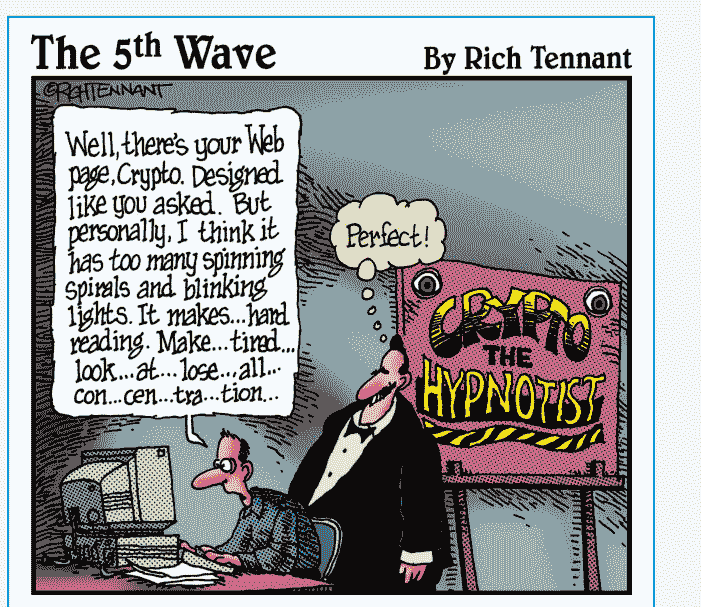 The 5th Wave
By Rich Tennant
©RICHTENNANT
Well, there's your Web
page, Crypto. Designed
like you asked. But
personally, I think it
has too many spinning
spirals and blinking
lights. It makes...hard
reading. Make...tired...
look...at...lose...all...
con...cen...tra...tion...
Perfect!
CRYPTO
THE
HYPNOTIST